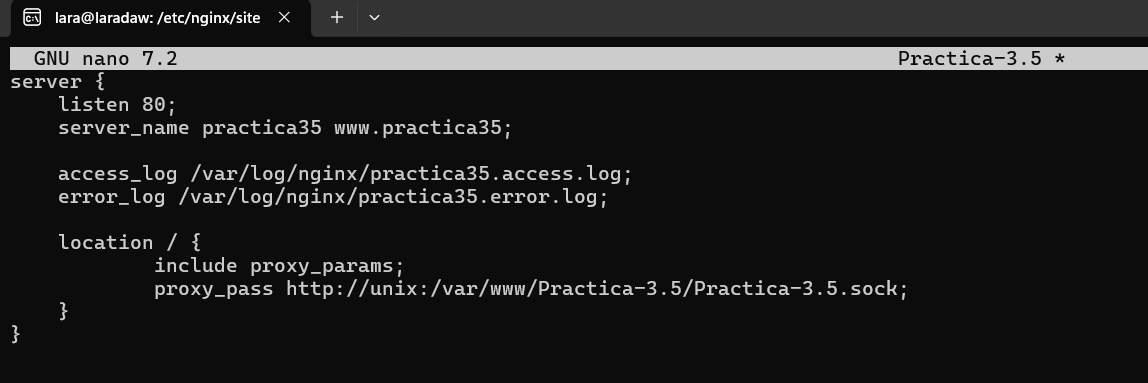 lara@laradaw: /etc/nginx/site
GNU nano 7.2 Practica-3.5 *
server {
    listen 80;
    server_name practica35 www.practica35;

    access_log /var/log/nginx/practica35.access.log;
    error_log /var/log/nginx/practica35.error.log;

    location / {
            include proxy_params;
            proxy_pass http://unix:/var/www/Practica-3.5/Practica-3.5.sock;
    }
}